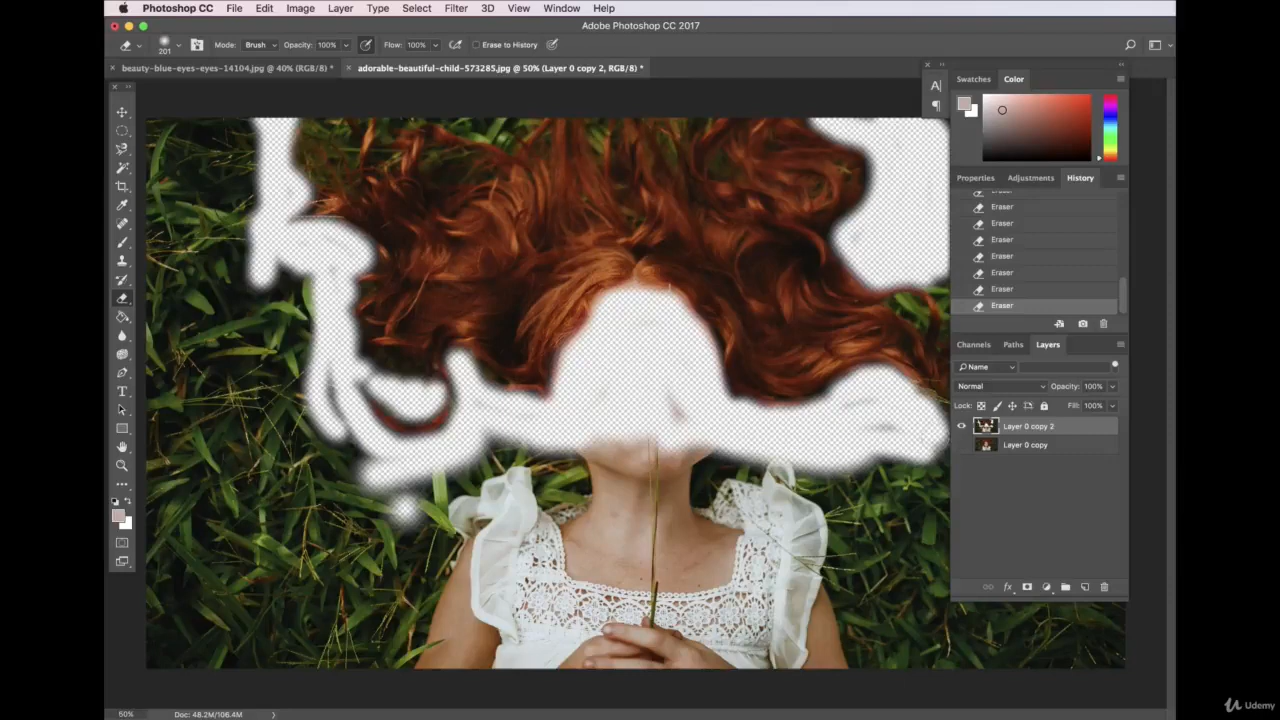 Photoshop CC File Edit Image Layer Type Select Filter 3D View Window Help
Adobe Photoshop CC 2017
201 Mode: Brush Opacity: 100% Flow: 100% Erase to History
× beauty-blue-eyes-eyes-14104.jpg @ 40% (RGB/8) * × adorable-beautiful-child-573285.jpg @ 50% (Layer 0 copy 2, RGB/8) *
Swatches Color
Properties Adjustments History
Eraser
Eraser
Eraser
Eraser
Eraser
Eraser
Eraser
Channels Paths Layers
Name
Normal Opacity: 100%
Lock: Fill: 100%
Layer 0 copy 2
Layer 0 copy
fx
50% Doc: 48.2M/106.4M
Udemy